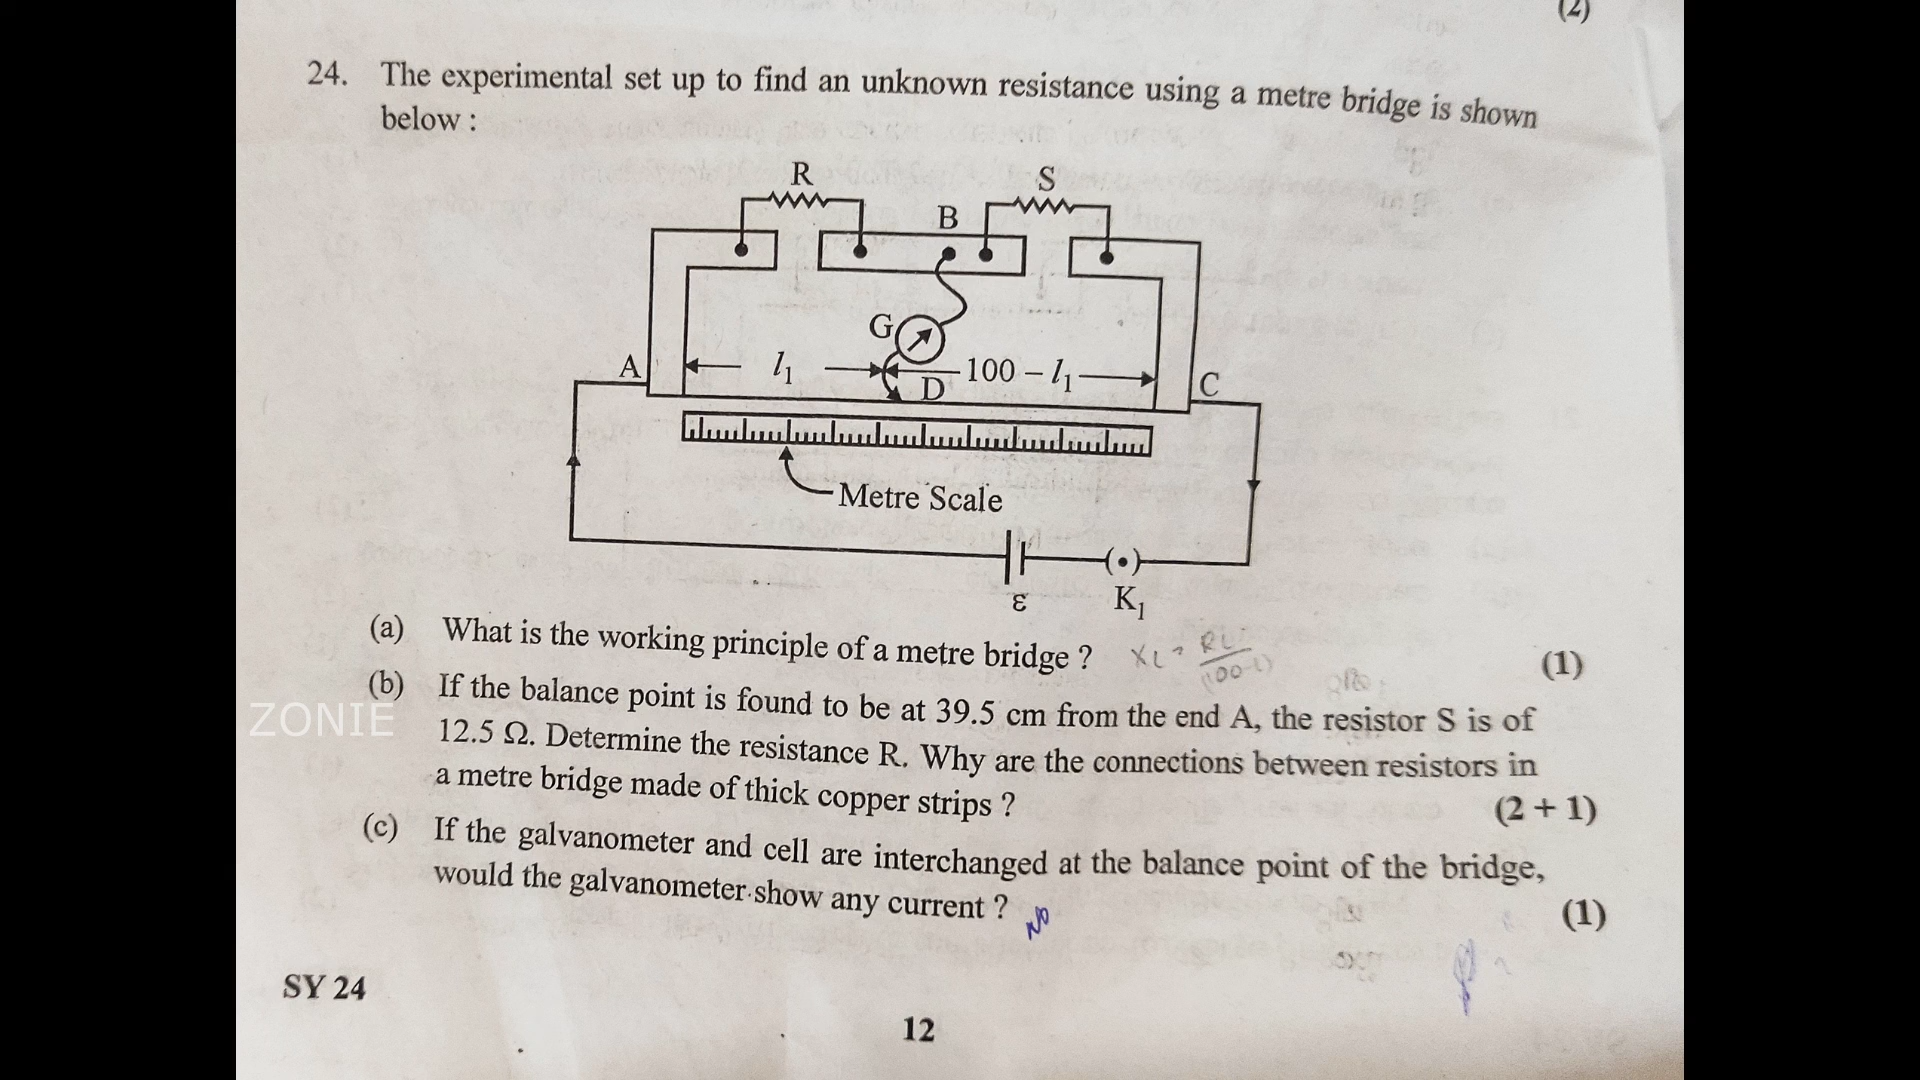 (2)
24. The experimental set up to find an unknown resistance using a metre bridge is shown
below :
R
S
B
G
A
l₁
100 – l₁
D
C
Metre Scale
ε
K₁
(a) What is the working principle of a metre bridge ? (1)
(b) If the balance point is found to be at 39.5 cm from the end A, the resistor S is of
12.5 Ω. Determine the resistance R. Why are the connections between resistors in
a metre bridge made of thick copper strips ? (2 + 1)
(c) If the galvanometer and cell are interchanged at the balance point of the bridge,
would the galvanometer show any current ? (1)
NO
ZONIE
SY 24
12